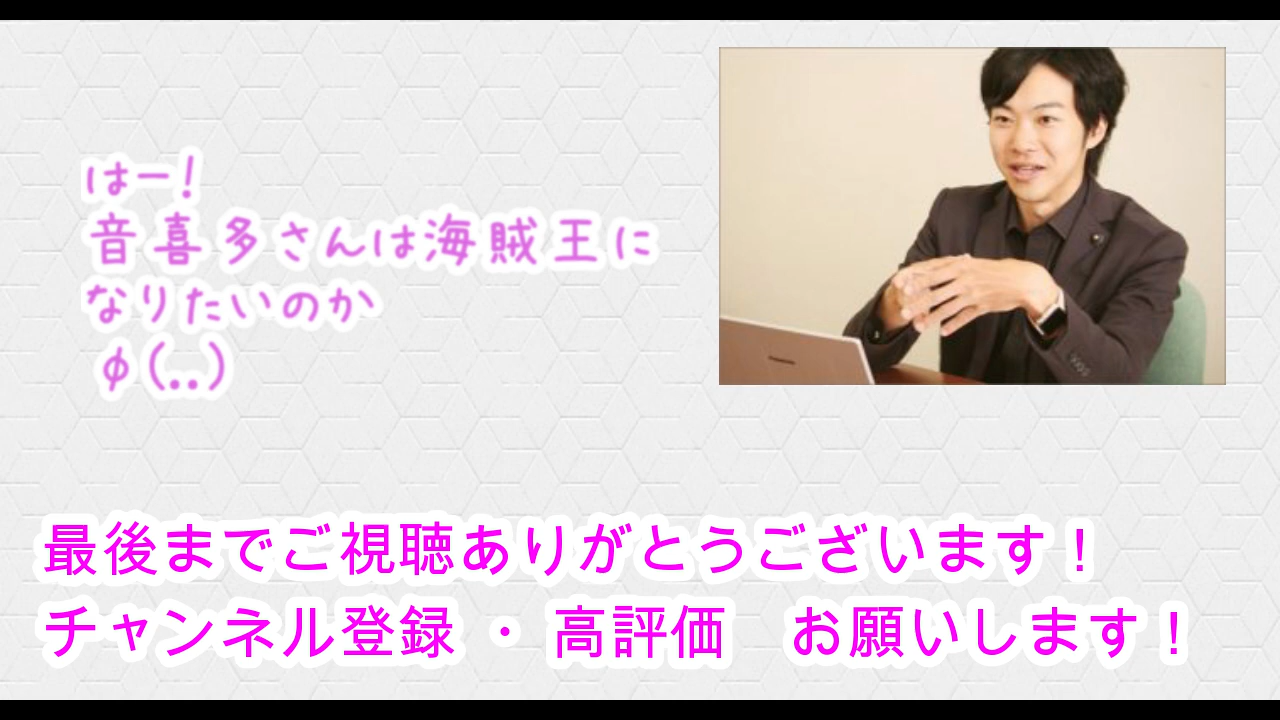 はー!
音喜多さんは海賊王に
なりたいのか
φ(..)
最後までご視聴ありがとうございます！
チャンネル登録 ・ 高評価　お願いします！